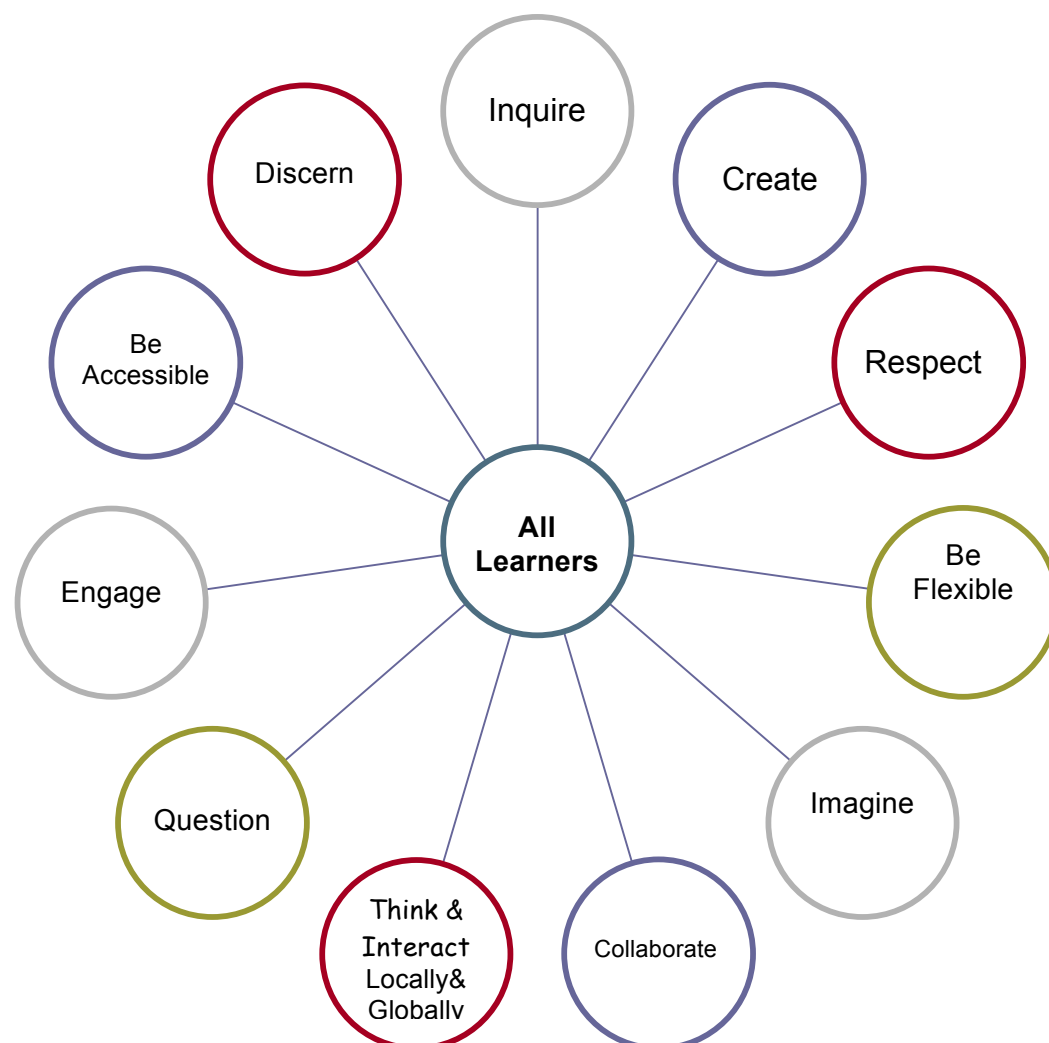 Inquire
Discern
Create
Be
Accessible
Respect
All
Learners
Be
Flexible
Engage
Imagine
Question
Think &
Interact
Locally&
Globally
Collaborate